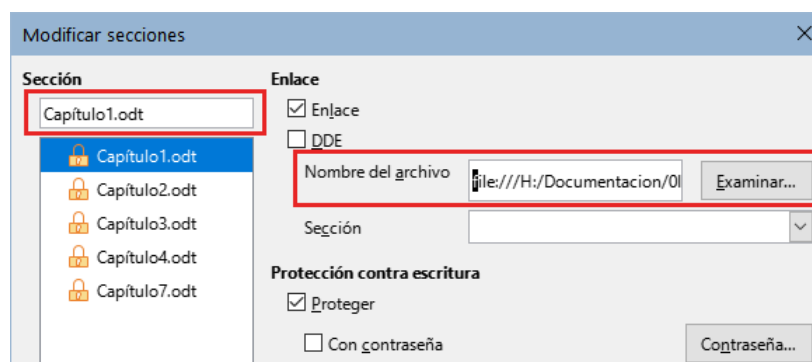 Modificar secciones
Sección
Capítulo1.odt
Capítulo1.odt
Capítulo2.odt
Capítulo3.odt
Capítulo4.odt
Capítulo7.odt
Enlace
Enlace
DDE
Nombre del archivo
file:///H:/Documentacion/0I
Examinar...
Sección
Protección contra escritura
Proteger
Con contraseña
Contraseña...